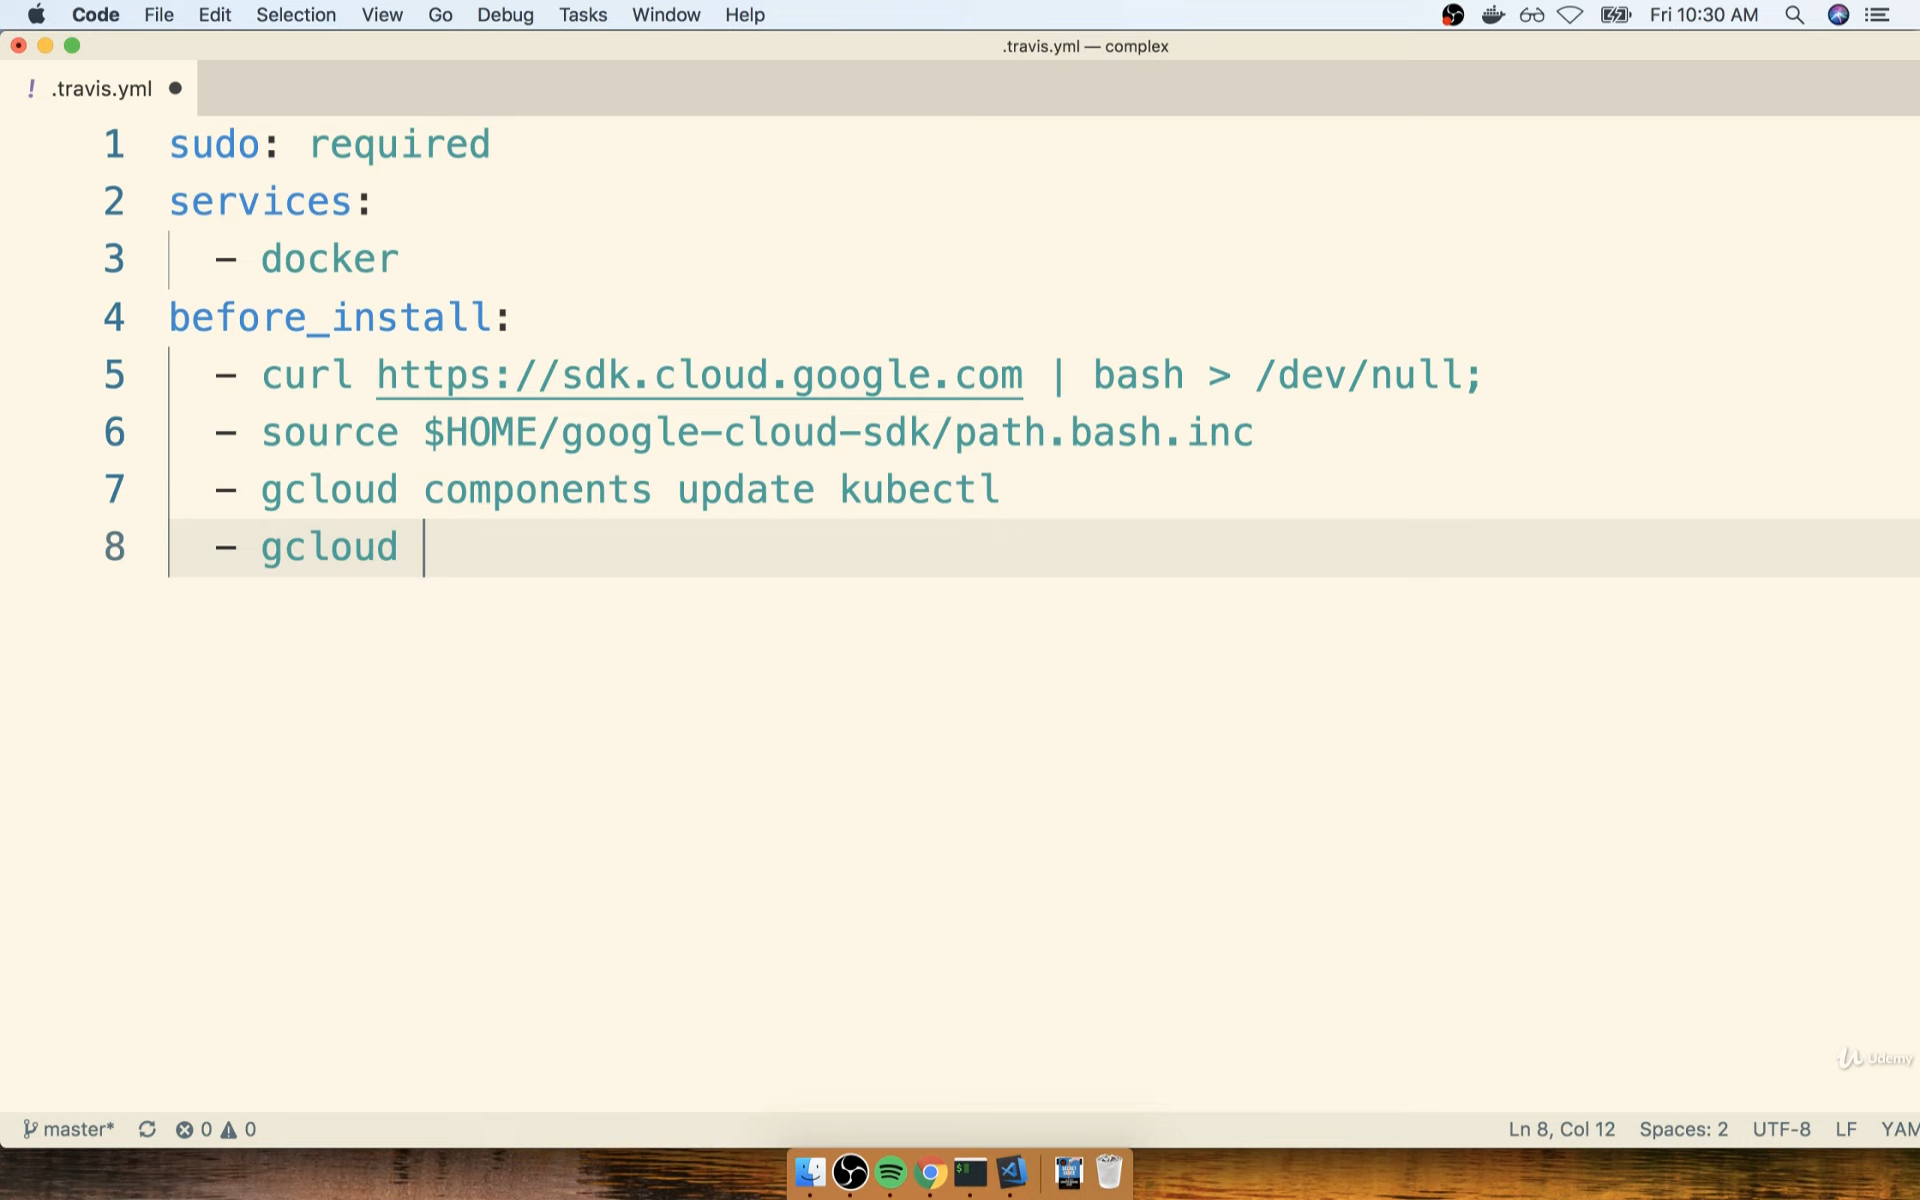 Code File Edit Selection View Go Debug Tasks Window Help Fri 10:30 AM
.travis.yml — complex
! .travis.yml ●
1 sudo: required
2 services:
3 - docker
4 before_install:
5 - curl https://sdk.cloud.google.com | bash > /dev/null;
6 - source $HOME/google-cloud-sdk/path.bash.inc
7 - gcloud components update kubectl
8 - gcloud
Udemy
master* 0 0 Ln 8, Col 12 Spaces: 2 UTF-8 LF YAM